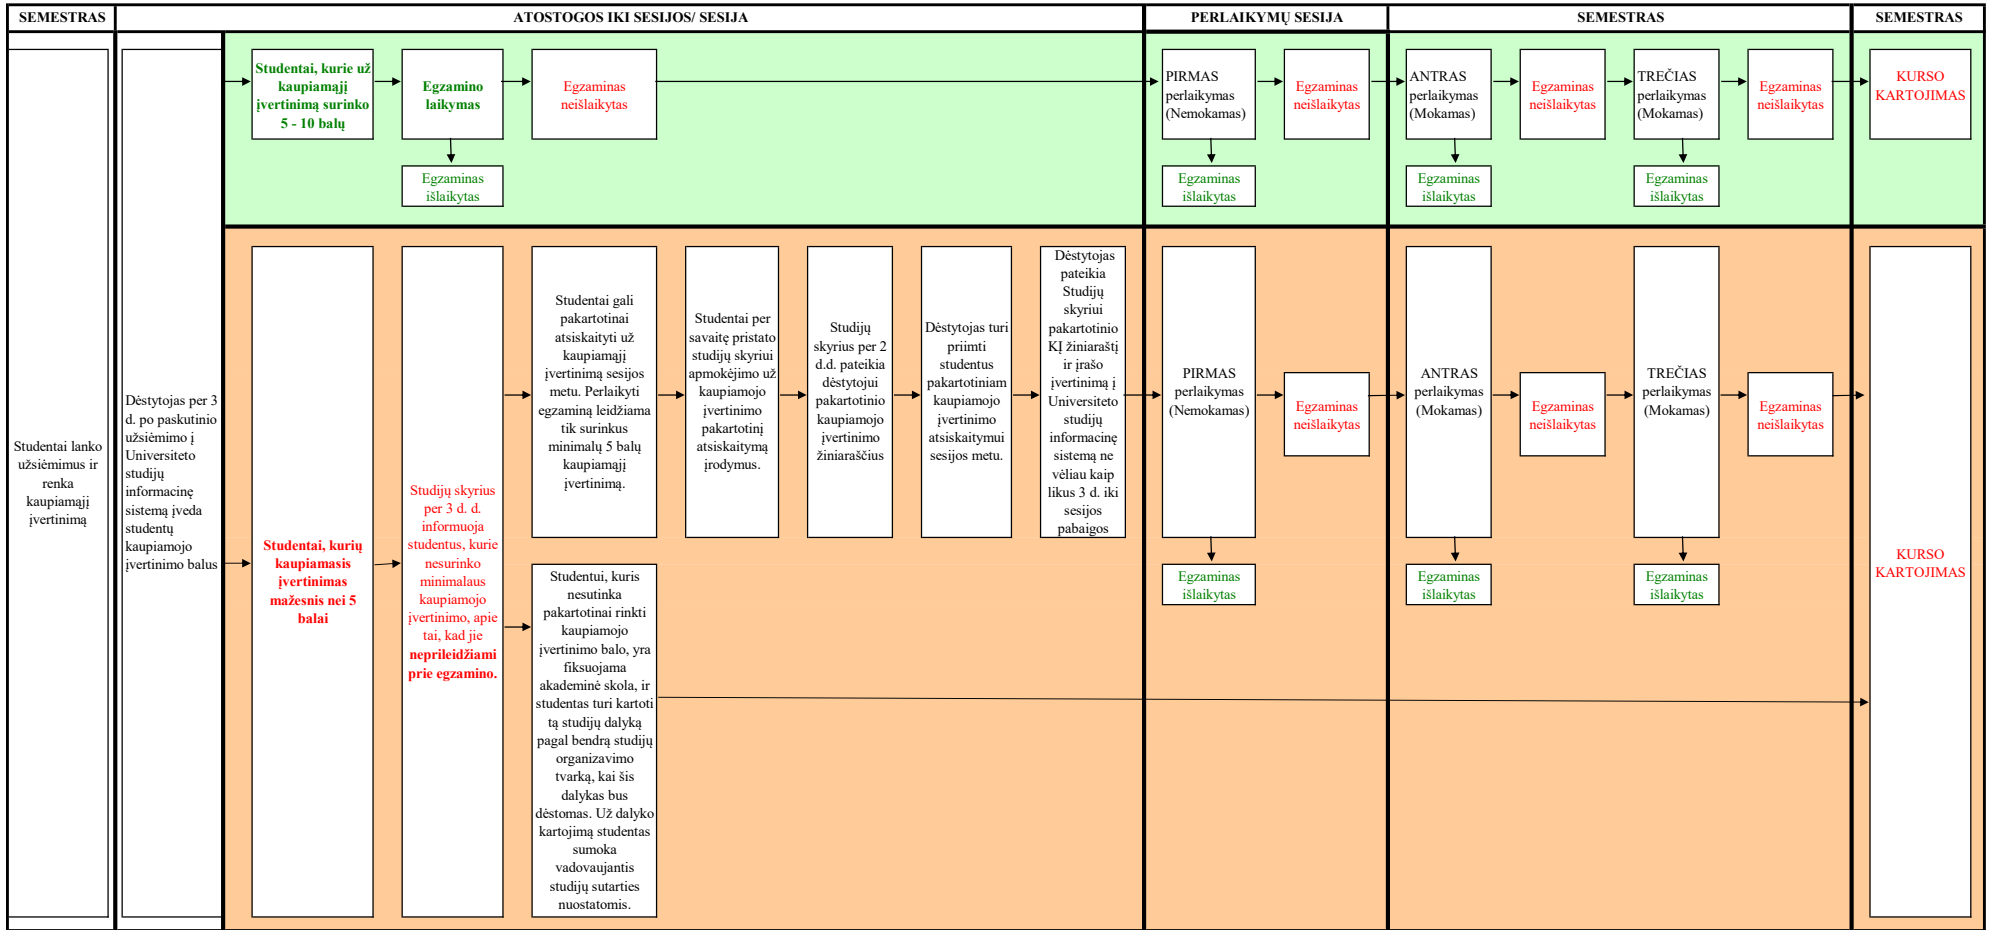 SEMESTRAS
ATOSTOGOS IKI SESIJOS/ SESIJA
PERLAIKYMŲ SESIJA
SEMESTRAS
SEMESTRAS
Studentai lanko
užsiėmimus ir
renka
kaupiamąjį
įvertinimą
Dėstytojas per 3
d. po paskutinio
užsiėmimo į
Universiteto
studijų
informacinę
sistemą įveda
studentų
kaupiamojo
įvertinimo balus
Studentai, kurie už
kaupiamąjį
įvertinimą surinko
5 - 10 balų
Egzamino
laikymas
Egzaminas
išlaikytas
Egzaminas
neišlaikytas
PIRMAS
perlaikymas
(Nemokamas)
Egzaminas
išlaikytas
Egzaminas
neišlaikytas
ANTRAS
perlaikymas
(Mokamas)
Egzaminas
išlaikytas
Egzaminas
neišlaikytas
TREČIAS
perlaikymas
(Mokamas)
Egzaminas
išlaikytas
Egzaminas
neišlaikytas
KURSO
KARTOJIMAS
Studentai, kurių
kaupiamasis
įvertinimas
mažesnis nei 5
balai
Studijų skyrius
per 3 d. d.
informuoja
studentus, kurie
nesurinko
minimalaus
kaupiamojo
įvertinimo, apie
tai, kad jie
neprileidžiami
prie egzamino.
Studentai gali
pakartotinai
atsiskaityti už
kaupiamąjį
įvertinimą sesijos
metu. Perlaikyti
egzaminą leidžiama
tik surinkus
minimalų 5 balų
kaupiamąjį
įvertinimą.
Studentai per
savaitę pristato
studijų skyriui
apmokėjimo už
kaupiamojo
įvertinimo
pakartotinį
atsiskaitymą
įrodymus.
Studijų
skyrius per 2
d.d. pateikia
dėstytojui
pakartotinio
kaupiamojo
įvertinimo
žiniaraščius
Dėstytojas turi
priimti
studentus
pakartotiniam
kaupiamojo
įvertinimo
atsiskaitymui
sesijos metu.
Dėstytojas
pateikia
Studijų
skyriui
pakartotinio
KĮ žiniaraštį
ir įrašo
įvertinimą į
Universiteto
studijų
informacinę
sistemą ne
vėliau kaip
likus 3 d. iki
sesijos
pabaigos
PIRMAS
perlaikymas
(Nemokamas)
Egzaminas
išlaikytas
Egzaminas
neišlaikytas
ANTRAS
perlaikymas
(Mokamas)
Egzaminas
išlaikytas
Egzaminas
neišlaikytas
TREČIAS
perlaikymas
(Mokamas)
Egzaminas
išlaikytas
Egzaminas
neišlaikytas
KURSO
KARTOJIMAS
Studentui, kuris
nesutinka
pakartotinai rinkti
kaupiamojo
įvertinimo balo, yra
fiksuojama
akademinė skola, ir
studentas turi kartoti
tą studijų dalyką
pagal bendrą studijų
organizavimo
tvarką, kai šis
dalykas bus
dėstomas. Už dalyko
kartojimą studentas
sumoka
vadovaujantis
studijų sutarties
nuostatomis.